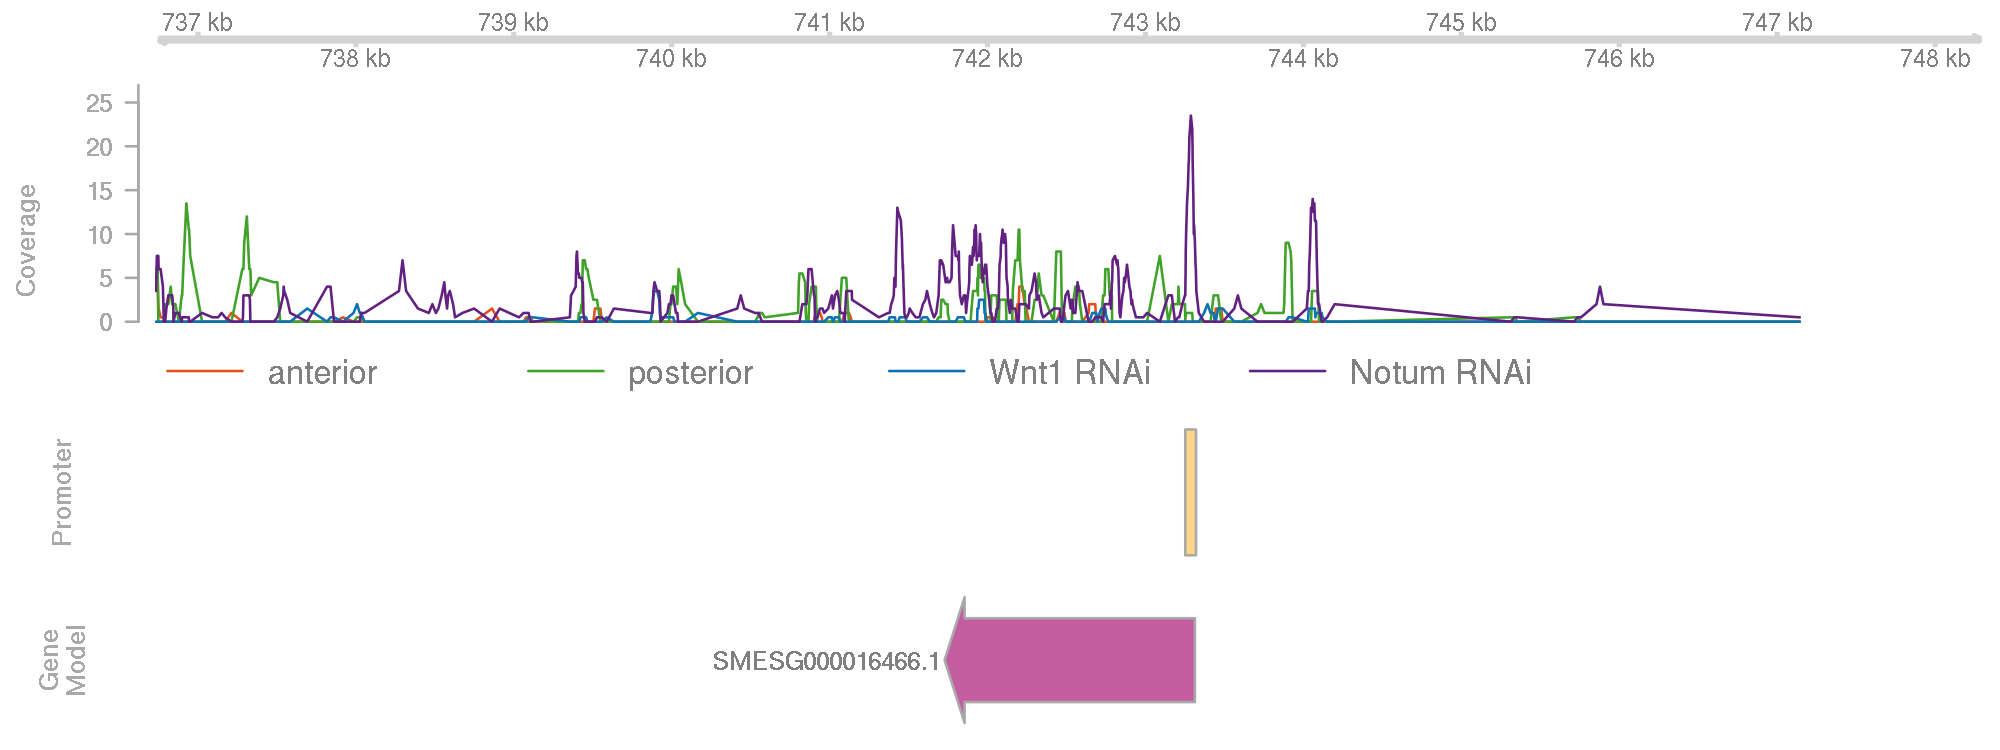 737 kb 739 kb 741 kb 743 kb 745 kb 747 kb
738 kb 740 kb 742 kb 744 kb 746 kb 748 kb
25
20
15
10
5
0
Coverage
anterior posterior Wnt1 RNAi Notum RNAi
Promoter
Gene
Model
SMESG000016466.1